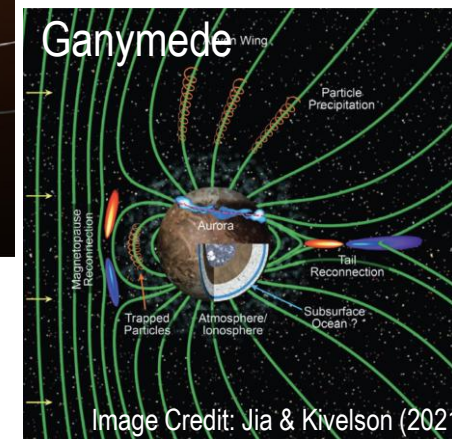 Ganymede
Wing
Particle
Precipitation
Magnetopause
Reconnection
Aurora
Tail
Reconnection
Trapped
Particles
Atmosphere/
Ionosphere
Subsurface
Ocean ?
Image Credit: Jia & Kivelson (2021